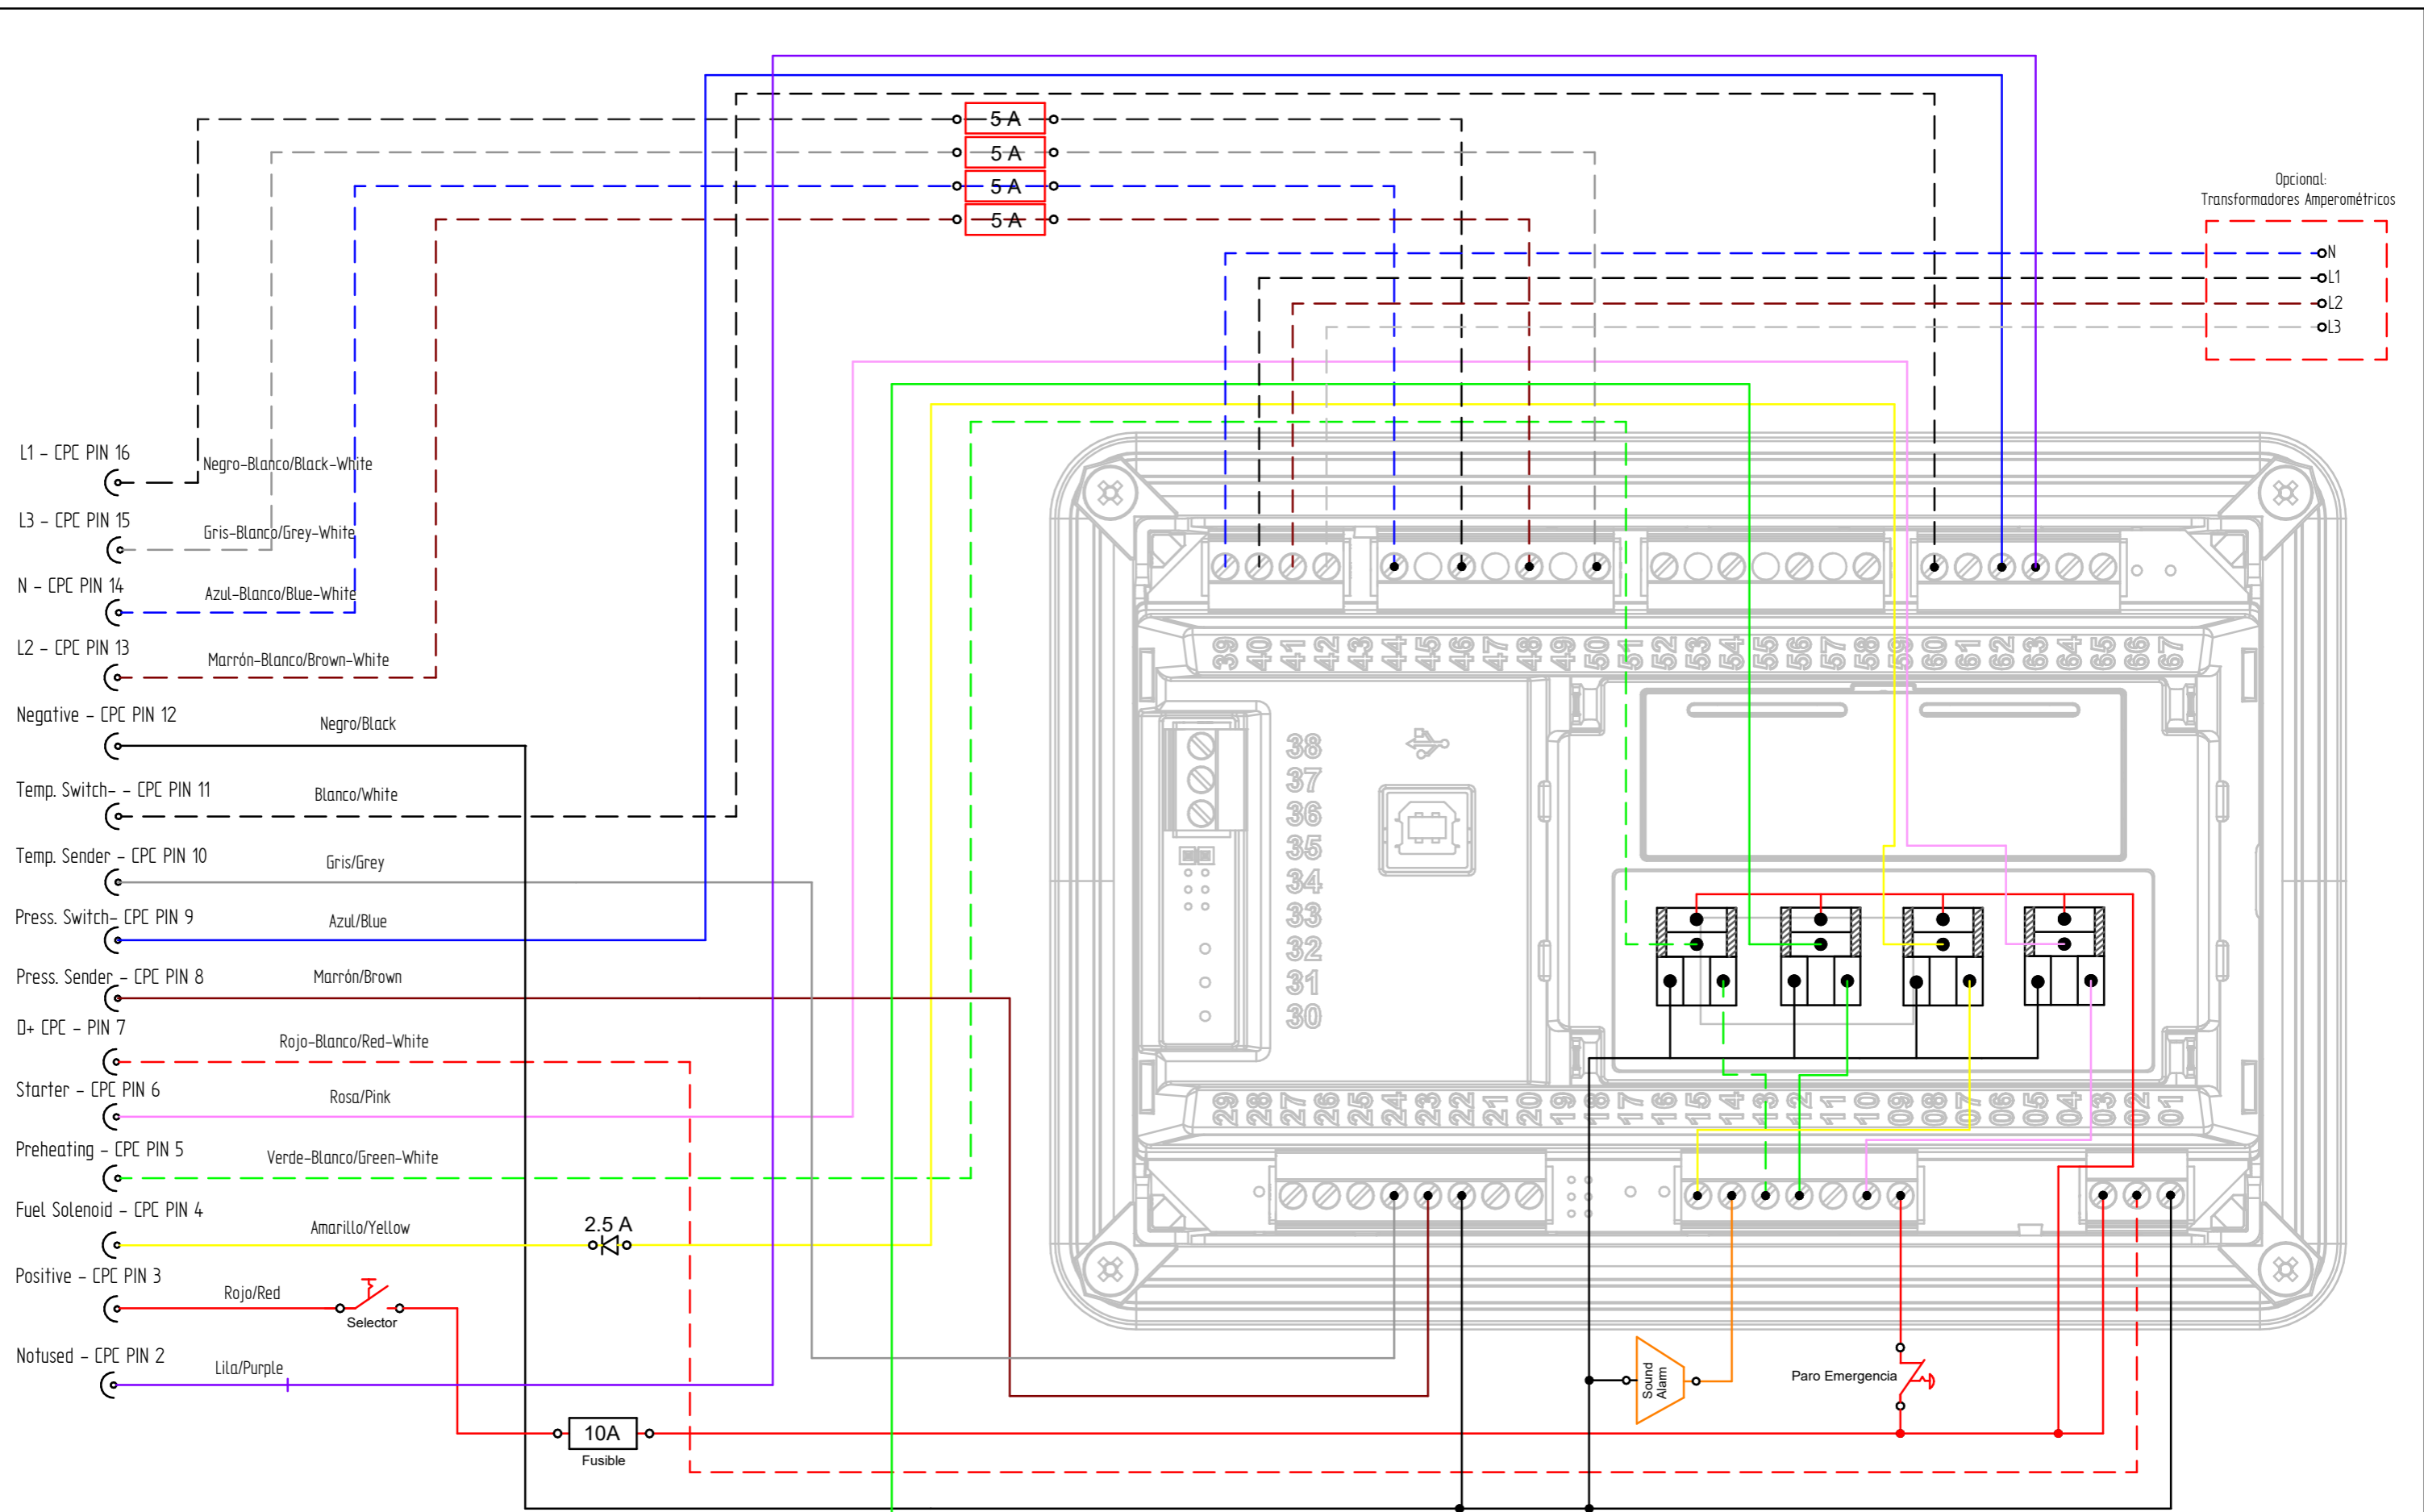 5 A
5 A
5 A
5 A
Opcional:
Transformadores Amperométricos
N
L1
L2
L3
L1 - CPC PIN 16
Negro-Blanco/Black-White
L3 - CPC PIN 15
Gris-Blanco/Grey-White
N - CPC PIN 14
Azul-Blanco/Blue-White
L2 - CPC PIN 13
Marrón-Blanco/Brown-White
Negative - CPC PIN 12
Negro/Black
Temp. Switch- - CPC PIN 11
Blanco/White
Temp. Sender - CPC PIN 10
Gris/Grey
Press. Switch- CPC PIN 9
Azul/Blue
Press. Sender - CPC PIN 8
Marrón/Brown
D+ CPC - PIN 7
Rojo-Blanco/Red-White
Starter - CPC PIN 6
Rosa/Pink
Preheating - CPC PIN 5
Verde-Blanco/Green-White
Fuel Solenoid - CPC PIN 4
Amarillo/Yellow
2.5 A
Positive - CPC PIN 3
Rojo/Red
Selector
Notused - CPC PIN 2
Lila/Purple
10A
Fusible
39 40 41 42 43 44 45 46 47 48 49 50 51 52 53 54 55 56 57 58 59 60 61 62 63 64 65 66 67
38
37
36
35
34
33
32
31
30
29 28 27 26 25 24 23 22 21 20 19 18 17 16 15 14 13 12 11 10 09 08 07 06 05 04 03 02 01
Sound
Alarm
Paro Emergencia